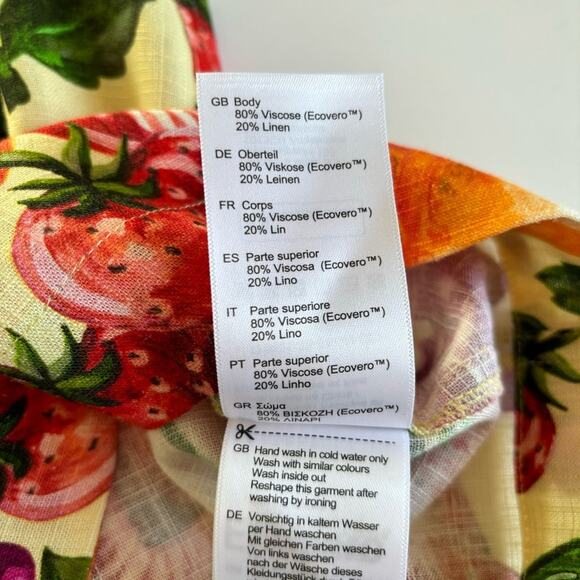 GB Body
80% Viscose (Ecovero™)
20% Linen
DE Oberteil
80% Viskose (Ecovero™)
20% Leinen
FR Corps
80% Viscose (Ecovero™)
20% Lin
ES Parte superior
80% Viscosa (Ecovero™)
20% Lino
IT Parte superiore
80% Viscosa (Ecovero™)
20% Lino
PT Parte superior
80% Viscose (Ecovero™)
20% Linho
GR Σώμα
80% ΒΙΣΚΟΖΗ (Ecovero™)
20% ΛΙΝΑΡΙ
GB Hand wash in cold water only
Wash with similar colours
Wash inside out
Reshape this garment after
washing by ironing
DE Vorsichtig in kaltem Wasser
per Hand waschen
Mit gleichen Farben waschen
Von links waschen
nach der Wäsche dieses
Kleidungsstück durch